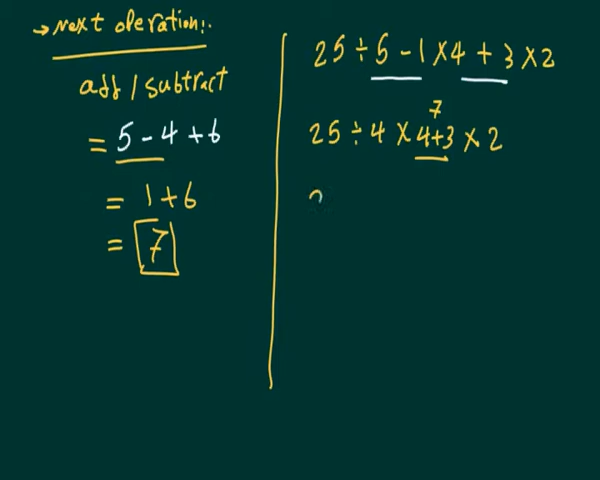 → Next oleration:.
add / subtract
= 5 - 4 + 6
= 1 + 6
= 7
25 ÷ 5 - 1 × 4 + 3 × 2
7
25 ÷ 4 × 4+3 × 2